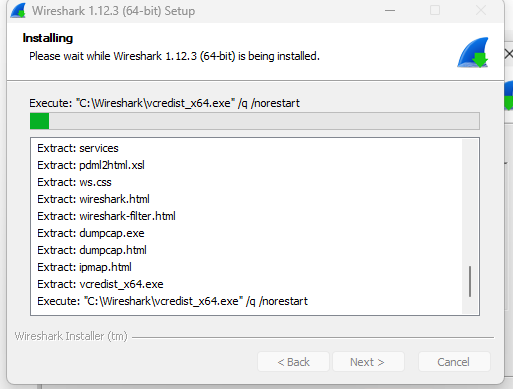 Wireshark 1.12.3 (64-bit) Setup
Installing
Please wait while Wireshark 1.12.3 (64-bit) is being installed.
Execute: "C:\Wireshark\vcredist_x64.exe" /q /norestart
Extract: services
Extract: pdml2html.xsl
Extract: ws.css
Extract: wireshark.html
Extract: wireshark-filter.html
Extract: dumpcap.exe
Extract: dumpcap.html
Extract: ipmap.html
Extract: vcredist_x64.exe
Execute: "C:\Wireshark\vcredist_x64.exe" /q /norestart
Wireshark Installer (tm)
< Back
Next >
Cancel